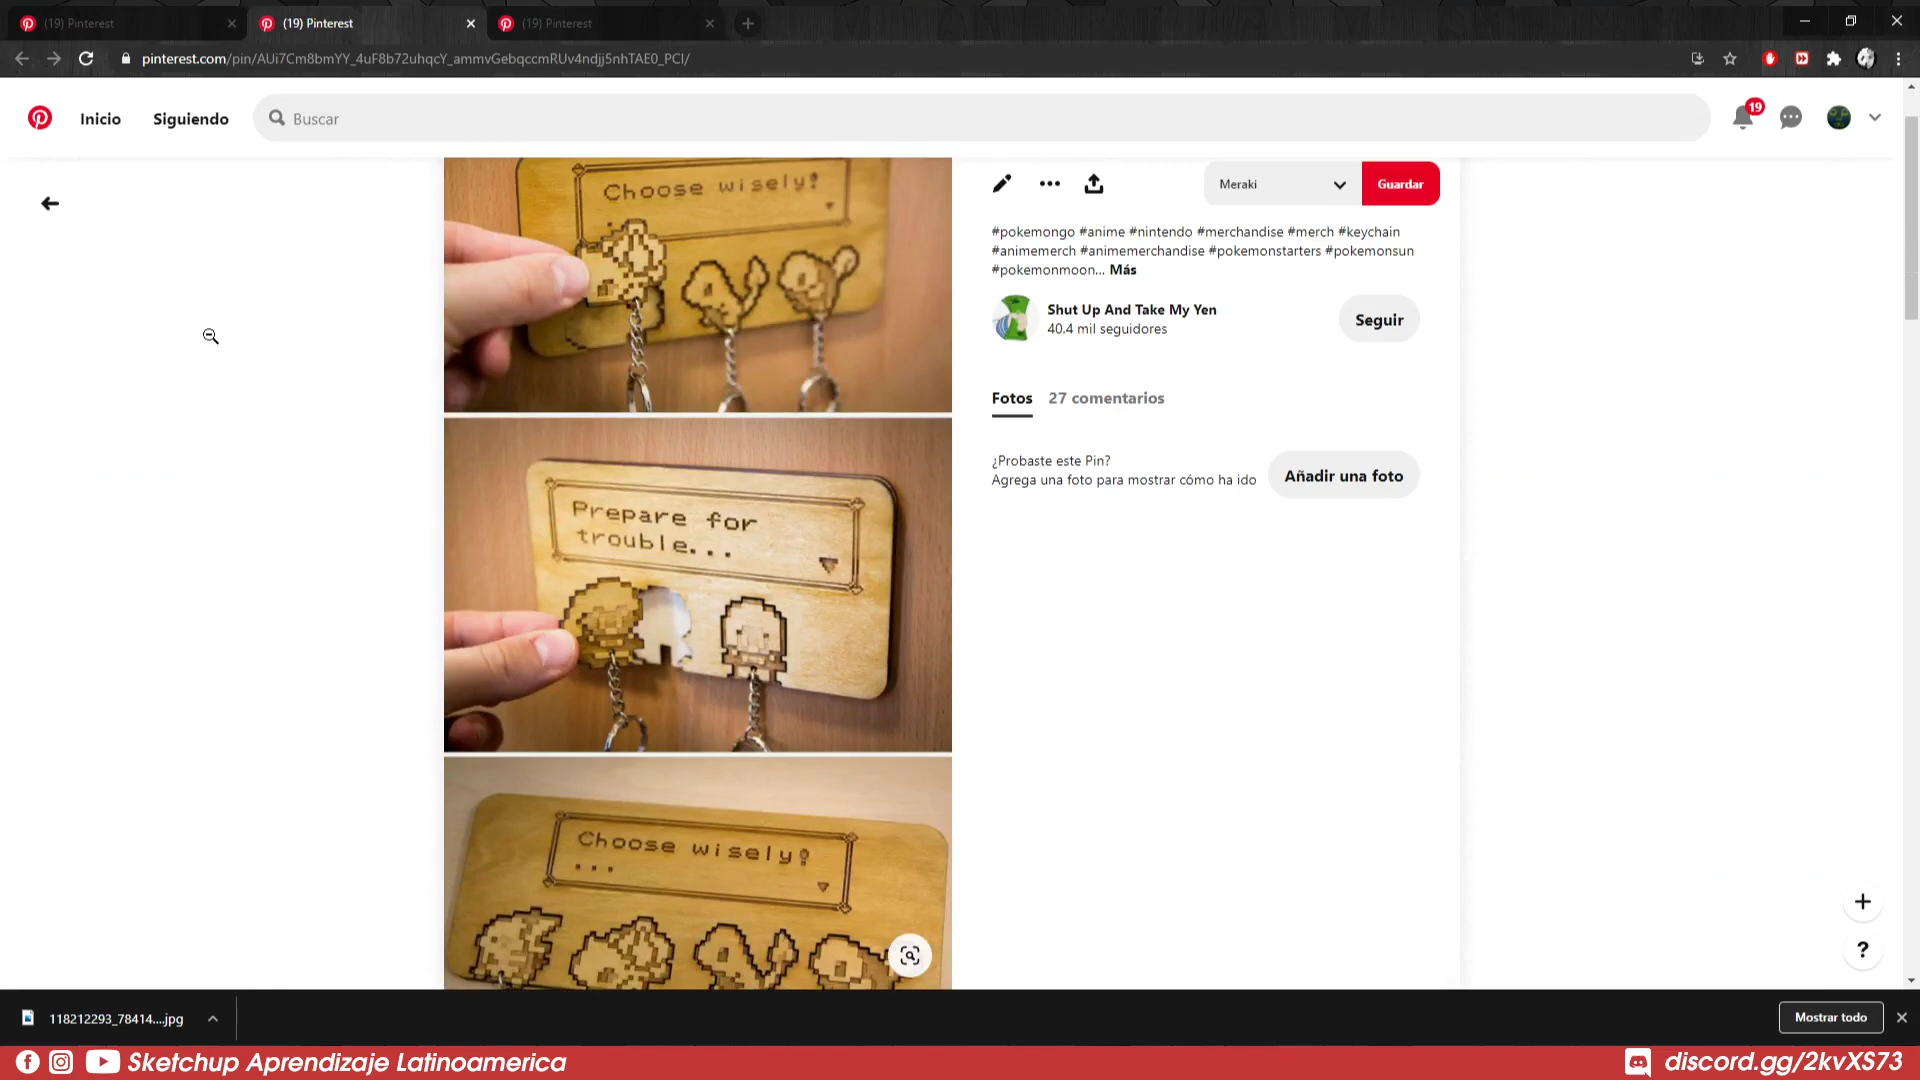 (19) Pinterest
(19) Pinterest
(19) Pinterest
pinterest.com/pin/AUi7Cm8bmYY_4uF8b72uhqcY_ammvGebqccmRUv4ndjj5nhTAE0_PCI/
Inicio
Siguiendo
Buscar
19
Choose wisely!
Meraki
Guardar
#pokemongo #anime #nintendo #merchandise #merch #keychain
#animemerch #animemerchandise #pokemonstarters #pokemonsun
#pokemonmoon... Más
Shut Up And Take My Yen
40.4 mil seguidores
Seguir
Fotos
27 comentarios
¿Probaste este Pin?
Agrega una foto para mostrar cómo ha ido
Añadir una foto
Prepare for
trouble...
Choose wisely!
...
118212293_78414....jpg
Mostrar todo
Sketchup Aprendizaje Latinoamerica
discord.gg/2kvXS73